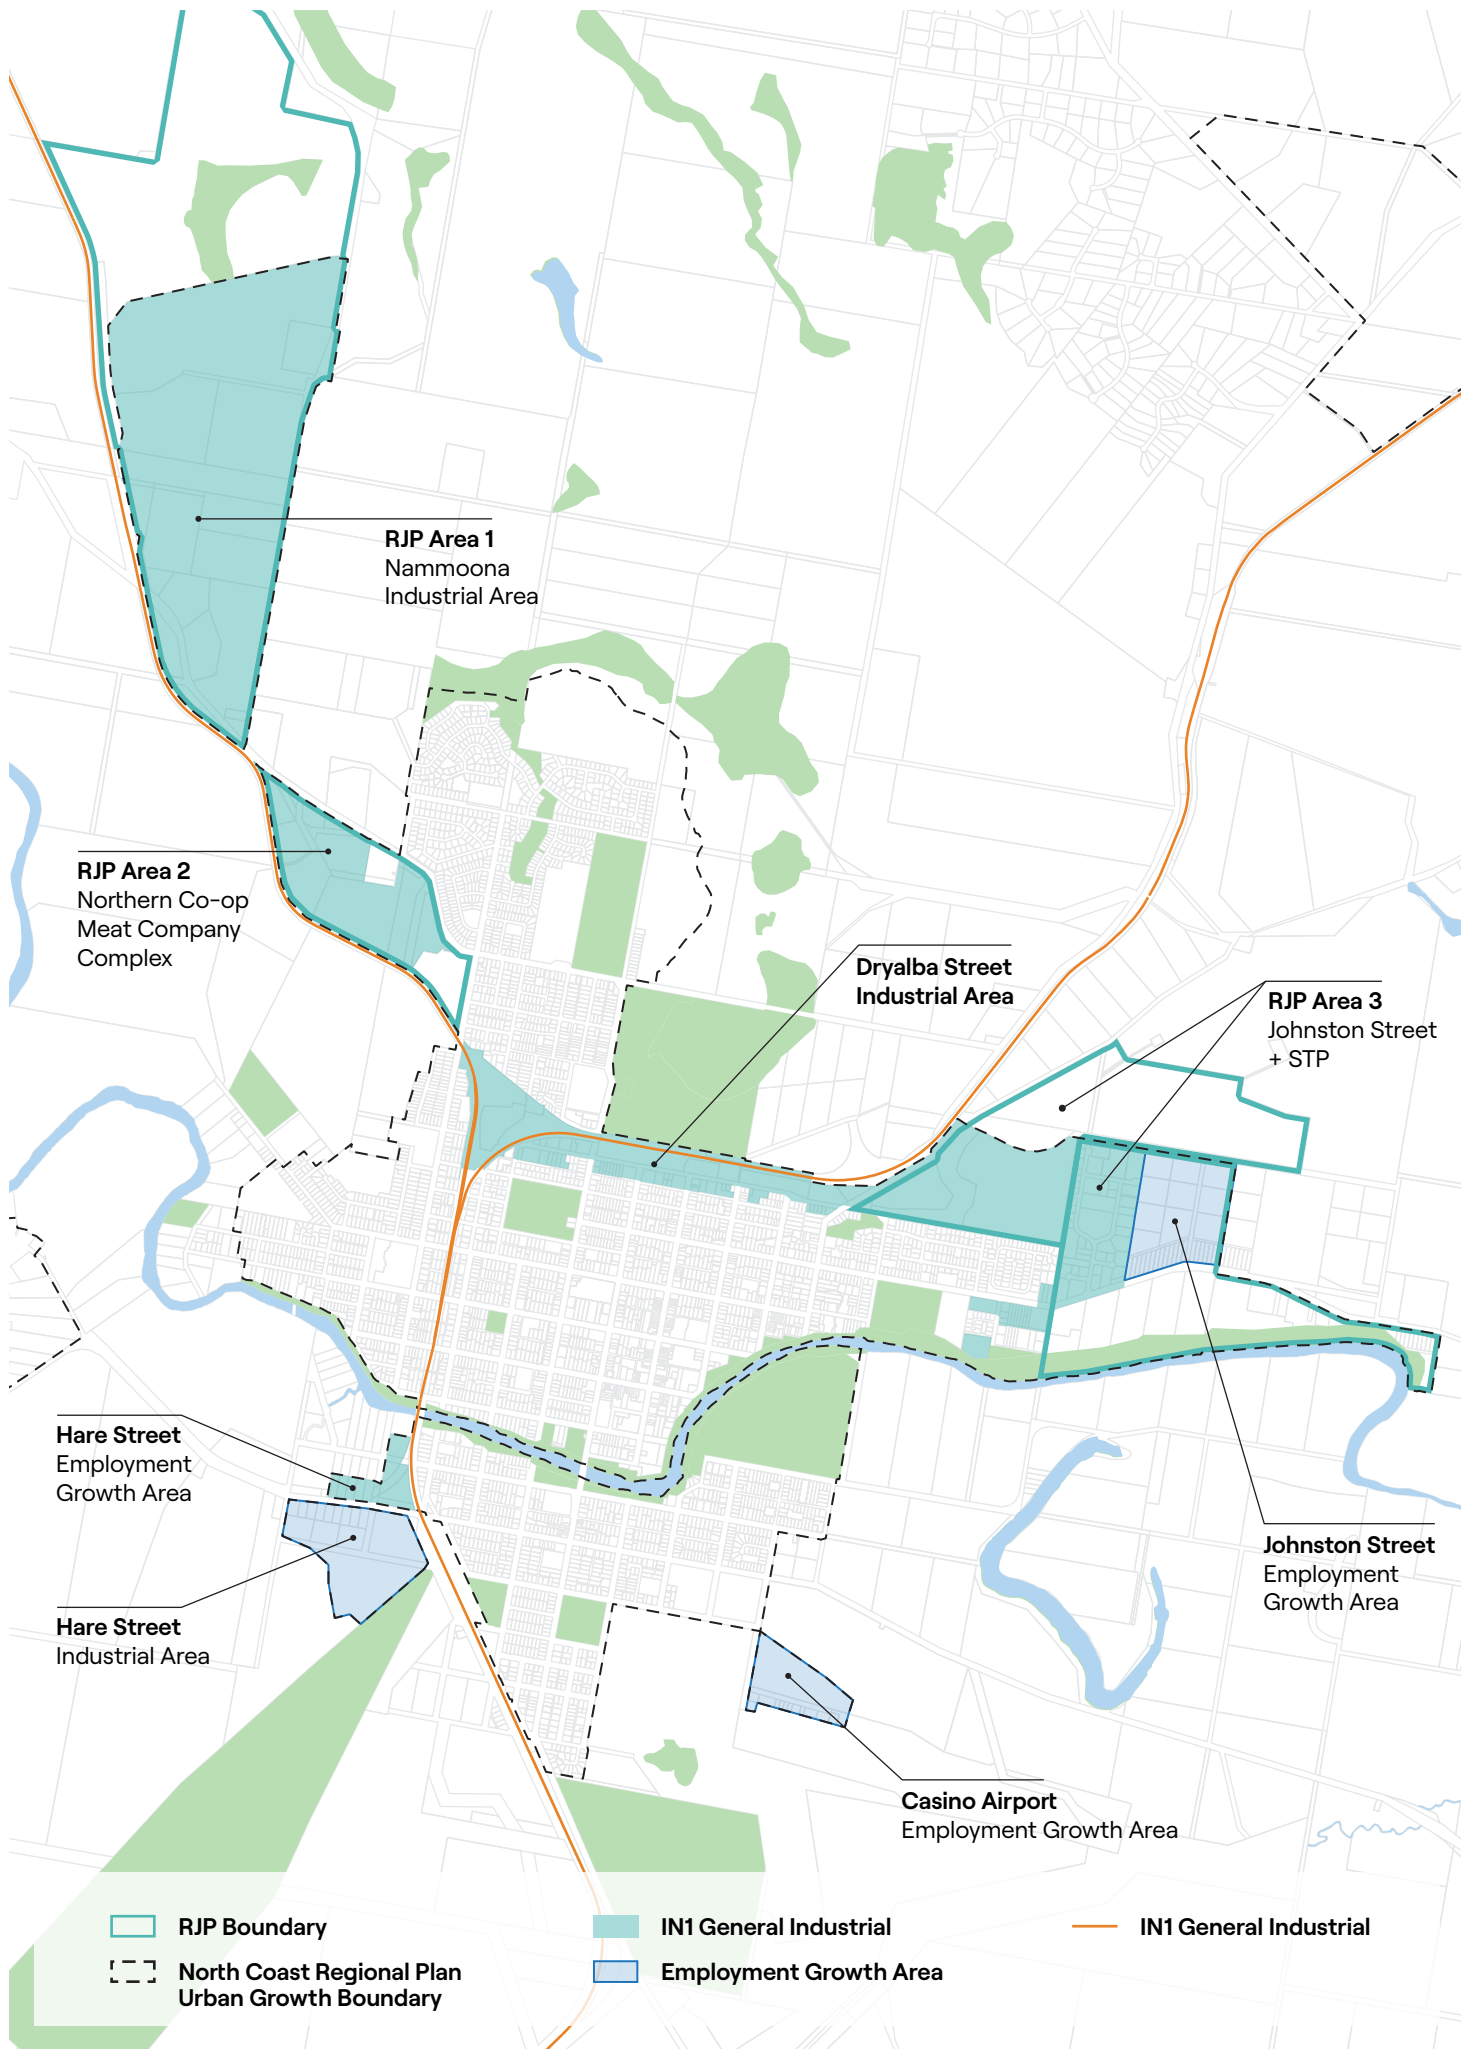 RJP Area 1
Nammoona
Industrial Area
RJP Area 2
Northern Co-op
Meat Company
Complex
Dryalba Street
Industrial Area
RJP Area 3
Johnston Street
+ STP
Hare Street
Employment
Growth Area
Hare Street
Industrial Area
Johnston Street
Employment
Growth Area
Casino Airport
Employment Growth Area
RJP Boundary
North Coast Regional Plan
Urban Growth Boundary
IN1 General Industrial
Employment Growth Area
IN1 General Industrial